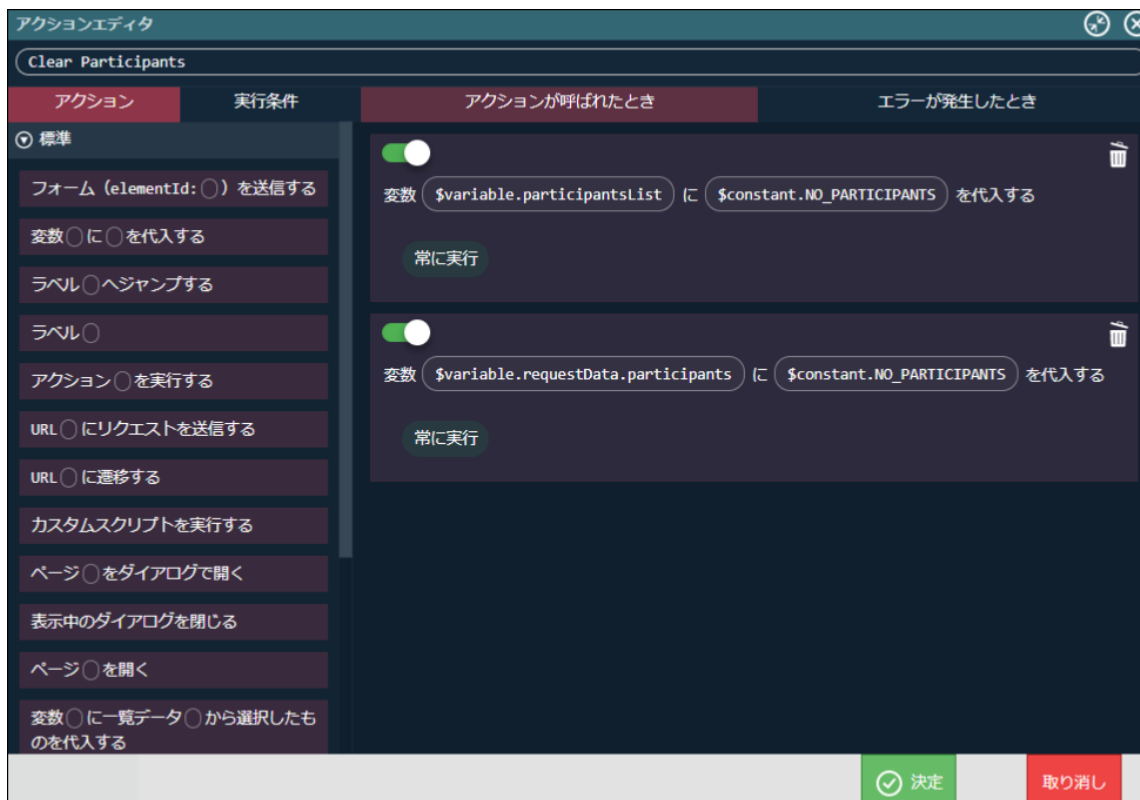 アクションエディタ
Clear Participants
アクション 実行条件 アクションが呼ばれたとき エラーが発生したとき
標準
フォーム (elementId:) を送信する
変数に を代入する
ラベル へジャンプする
ラベル
アクション を実行する
URL にリクエストを送信する
URL に遷移する
カスタムスクリプトを実行する
ページ をダイアログで開く
表示中のダイアログを閉じる
ページ を開く
変数 に一覧データ から選択したも
のを代入する
変数 $variable.participantsList に $constant.NO_PARTICIPANTS を代入する
常に実行
変数 $variable.requestData.participants に $constant.NO_PARTICIPANTS を代入する
常に実行
決定 取り消し